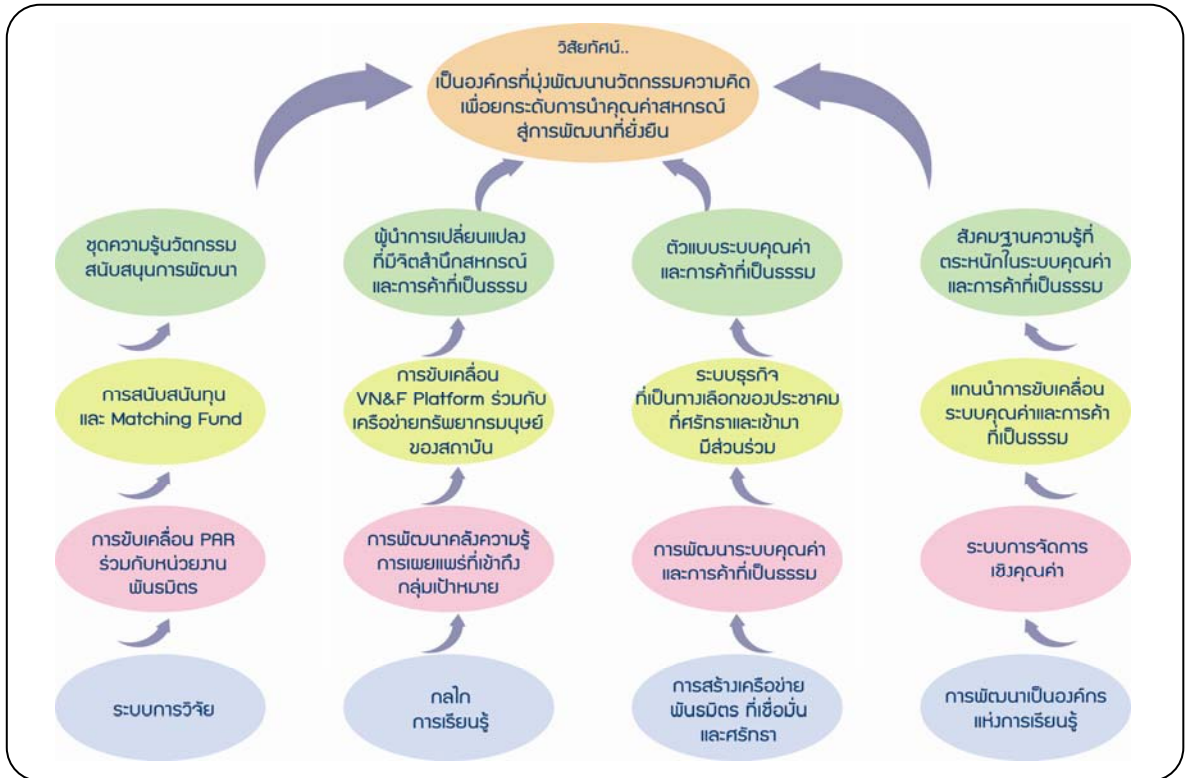 วิสัยทัศน์..
เป็นองค์กรที่มุ่งพัฒนานวัตกรรมความคิด
เพื่อยกระดับการนำคุณค่าสหกรณ์
สู่การพัฒนาที่ยั่งยืน
ชุดความรู้นวัตกรรม
สนับสนุนการพัฒนา
ผู้นำการเปลี่ยนแปลง
ที่มีจิตสำนึกสหกรณ์
และการค้าที่เป็นธรรม
ตัวแบบระบบคุณค่า
และการค้าที่เป็นธรรม
สังคมฐานความรู้ที่
ตระหนักในระบบคุณค่า
และการค้าที่เป็นธรรม
การสนับสนันทุน
และ Matching Fund
การขับเคลื่อน
VN&F Platform ร่วมกับ
เครือข่ายทรัพยากรมนุษย์
ของสถาบัน
ระบบธุรกิจ
ที่เป็นทางเลือกของประชาคม
ที่ศรัทธาและเข้ามา
มีส่วนร่วม
แกนนำการขับเคลื่อน
ระบบคุณค่าและการค้า
ที่เป็นธรรม
การขับเคลื่อน PAR
ร่วมกับหน่วยงาน
พันธมิตร
การพัฒนาคลังความรู้
การเผยแพร่ที่เข้าถึง
กลุ่มเป้าหมาย
การพัฒนาระบบคุณค่า
และการค้าที่เป็นธรรม
ระบบการจัดการ
เชิงคุณค่า
ระบบการวิจัย
กลไก
การเรียนรู้
การสร้างเครือข่าย
พันธมิตร ที่เชื่อมั่น
และศรัทธา
การพัฒนาเป็นองค์กร
แห่งการเรียนรู้